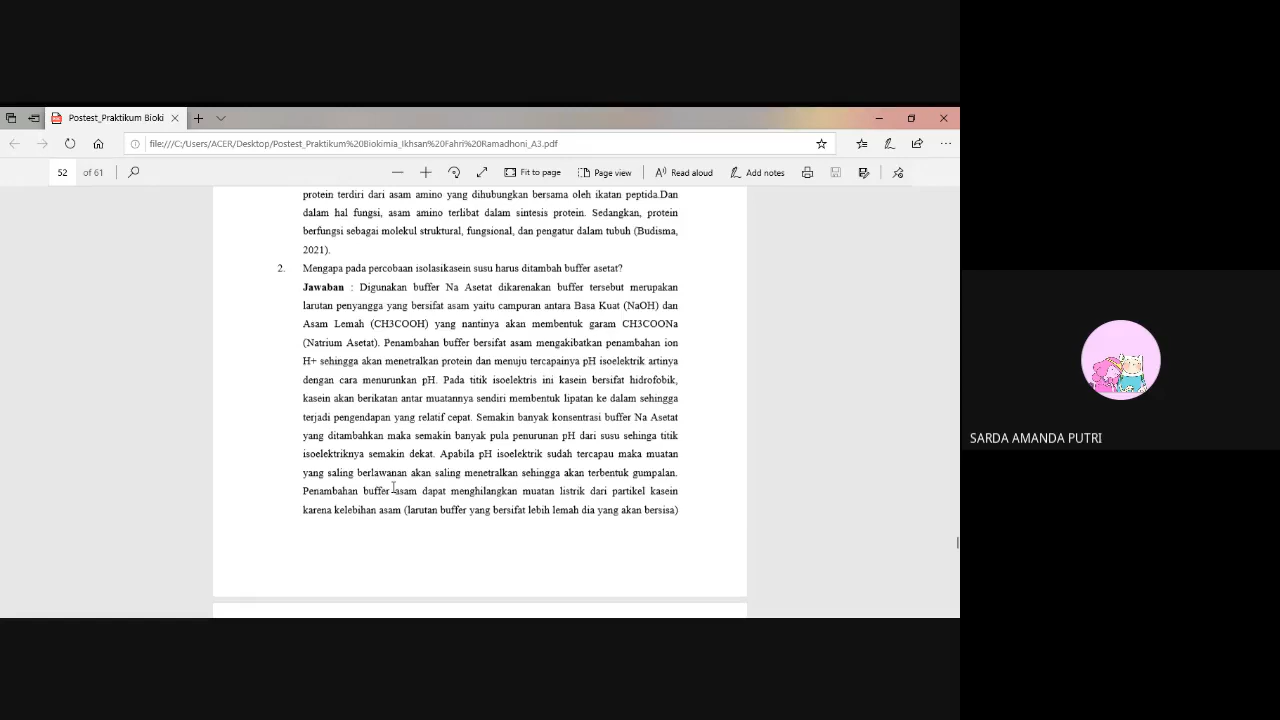 Postest_Praktikum Bioki
file:///C:/Users/ACER/Desktop/Postest_Praktikum%20Biokimia_Ikhsan%20Fahri%20Ramadhoni_A3.pdf
52 of 61 Fit to page Page view Read aloud Add notes
protein terdiri dari asam amino yang dihubungkan bersama oleh ikatan peptida.Dan
dalam hal fungsi, asam amino terlibat dalam sintesis protein. Sedangkan, protein
berfungsi sebagai molekul struktural, fungsional, dan pengatur dalam tubuh (Budisma,
2021).
2. Mengapa pada percobaan isolasikasein susu harus ditambah buffer asetat?
Jawaban : Digunakan buffer Na Asetat dikarenakan buffer tersebut merupakan
larutan penyangga yang bersifat asam yaitu campuran antara Basa Kuat (NaOH) dan
Asam Lemah (CH3COOH) yang nantinya akan membentuk garam CH3COONa
(Natrium Asetat). Penambahan buffer bersifat asam mengakibatkan penambahan ion
H+ sehingga akan menetralkan protein dan menuju tercapainya pH isoelektrik artinya
dengan cara menurunkan pH. Pada titik isoelektris ini kasein bersifat hidrofobik,
kasein akan berikatan antar muatannya sendiri membentuk lipatan ke dalam sehingga
terjadi pengendapan yang relatif cepat. Semakin banyak konsentrasi buffer Na Asetat
yang ditambahkan maka semakin banyak pula penurunan pH dari susu sehinga titik
isoelektriknya semakin dekat. Apabila pH isoelektrik sudah tercapau maka muatan
yang saling berlawanan akan saling menetralkan sehingga akan terbentuk gumpalan.
Penambahan buffer asam dapat menghilangkan muatan listrik dari partikel kasein
karena kelebihan asam (larutan buffer yang bersifat lebih lemah dia yang akan bersisa)
SARDA AMANDA PUTRI